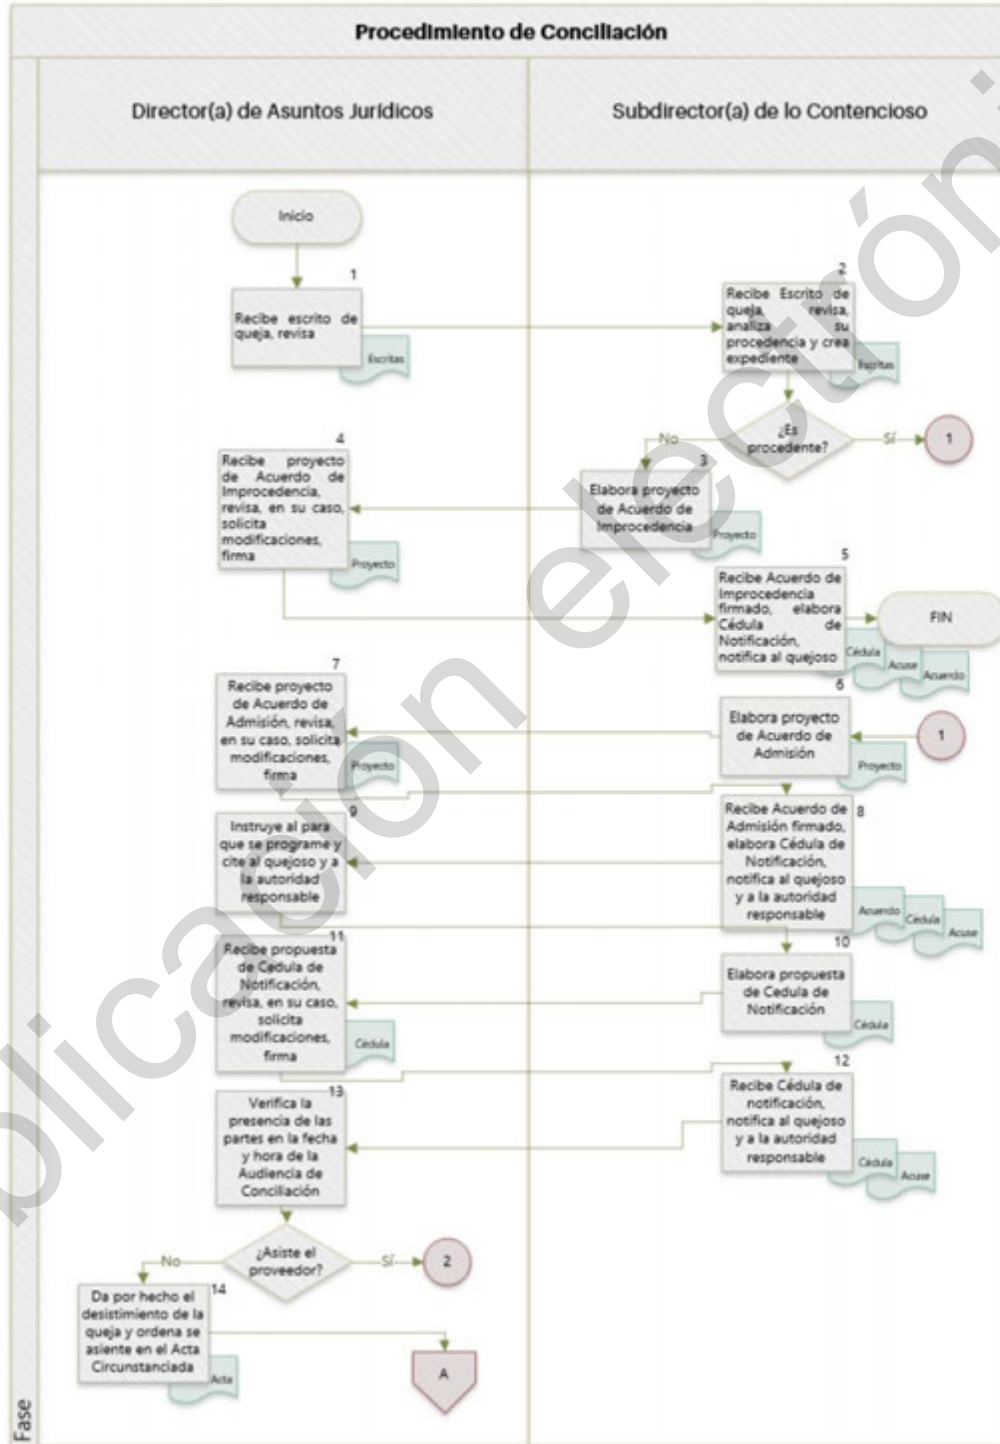 Procedimiento de Conciliación
Director(a) de Asuntos Jurídicos
Subdirector(a) de lo Contencioso
Inicio
1
Recibe escrito de
queja, revisa
Escritas
2
Recibe Escrito de
queja, revisa,
analiza su
procedencia y crea
expediente
Escritas
¿Es
procedente?
No
Sí
1
3
Elabora proyecto
de Acuerdo de
Improcedencia
Proyecto
4
Recibe proyecto
de Acuerdo de
Improcedencia,
revisa, en su caso,
solicita
modificaciones,
firma
Proyecto
5
Recibe Acuerdo de
Improcedencia
firmado, elabora
Cédula de
Notificación,
notifica al quejoso
Cédula
Acuse
Acuerdo
FIN
6
Elabora proyecto
de Acuerdo de
Admisión
Proyecto
1
7
Recibe proyecto
de Acuerdo de
Admisión, revisa,
en su caso, solicita
modificaciones,
firma
Proyecto
8
Recibe Acuerdo de
Admisión firmado,
elabora Cédula de
Notificación,
notifica al quejoso
y a la autoridad
responsable
Acuerdo
Cédula
Acuse
9
Instruye al para
que se programe y
cite al quejoso y a
la autoridad
responsable
10
Elabora propuesta
de Cedula de
Notificación
Cédula
11
Recibe propuesta
de Cedula de
Notificación,
revisa, en su caso,
solicita
modificaciones,
firma
Cédula
12
Recibe Cédula de
notificación,
notifica al quejoso
y a la autoridad
responsable
Cédula
Acuse
13
Verifica la
presencia de las
partes en la fecha
y hora de la
Audiencia de
Conciliación
¿Asiste el
proveedor?
No
Sí
2
14
Da por hecho el
desistimiento de la
queja y ordena se
asiente en el Acta
Circunstanciada
Acta
A
Fase
plicación electróni